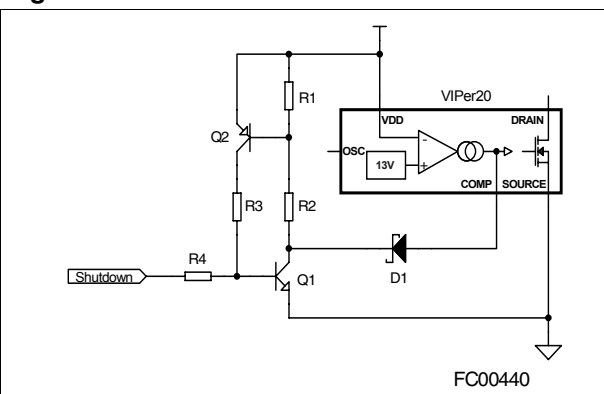 R1
VIPer20
VDD
DRAIN
Q2
-
OSC
13V
+
COMP
SOURCE
R3
R2
R4
Shutdown
Q1
D1
FC00440